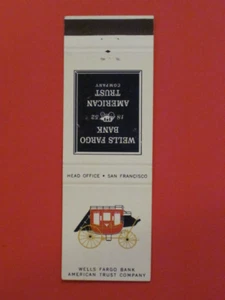 WELLS FARGO
BANK
18 52
AMERICAN
TRUST
COMPANY
HEAD OFFICE • SAN FRANCISCO
WELLS FARGO BANK
AMERICAN TRUST COMPANY